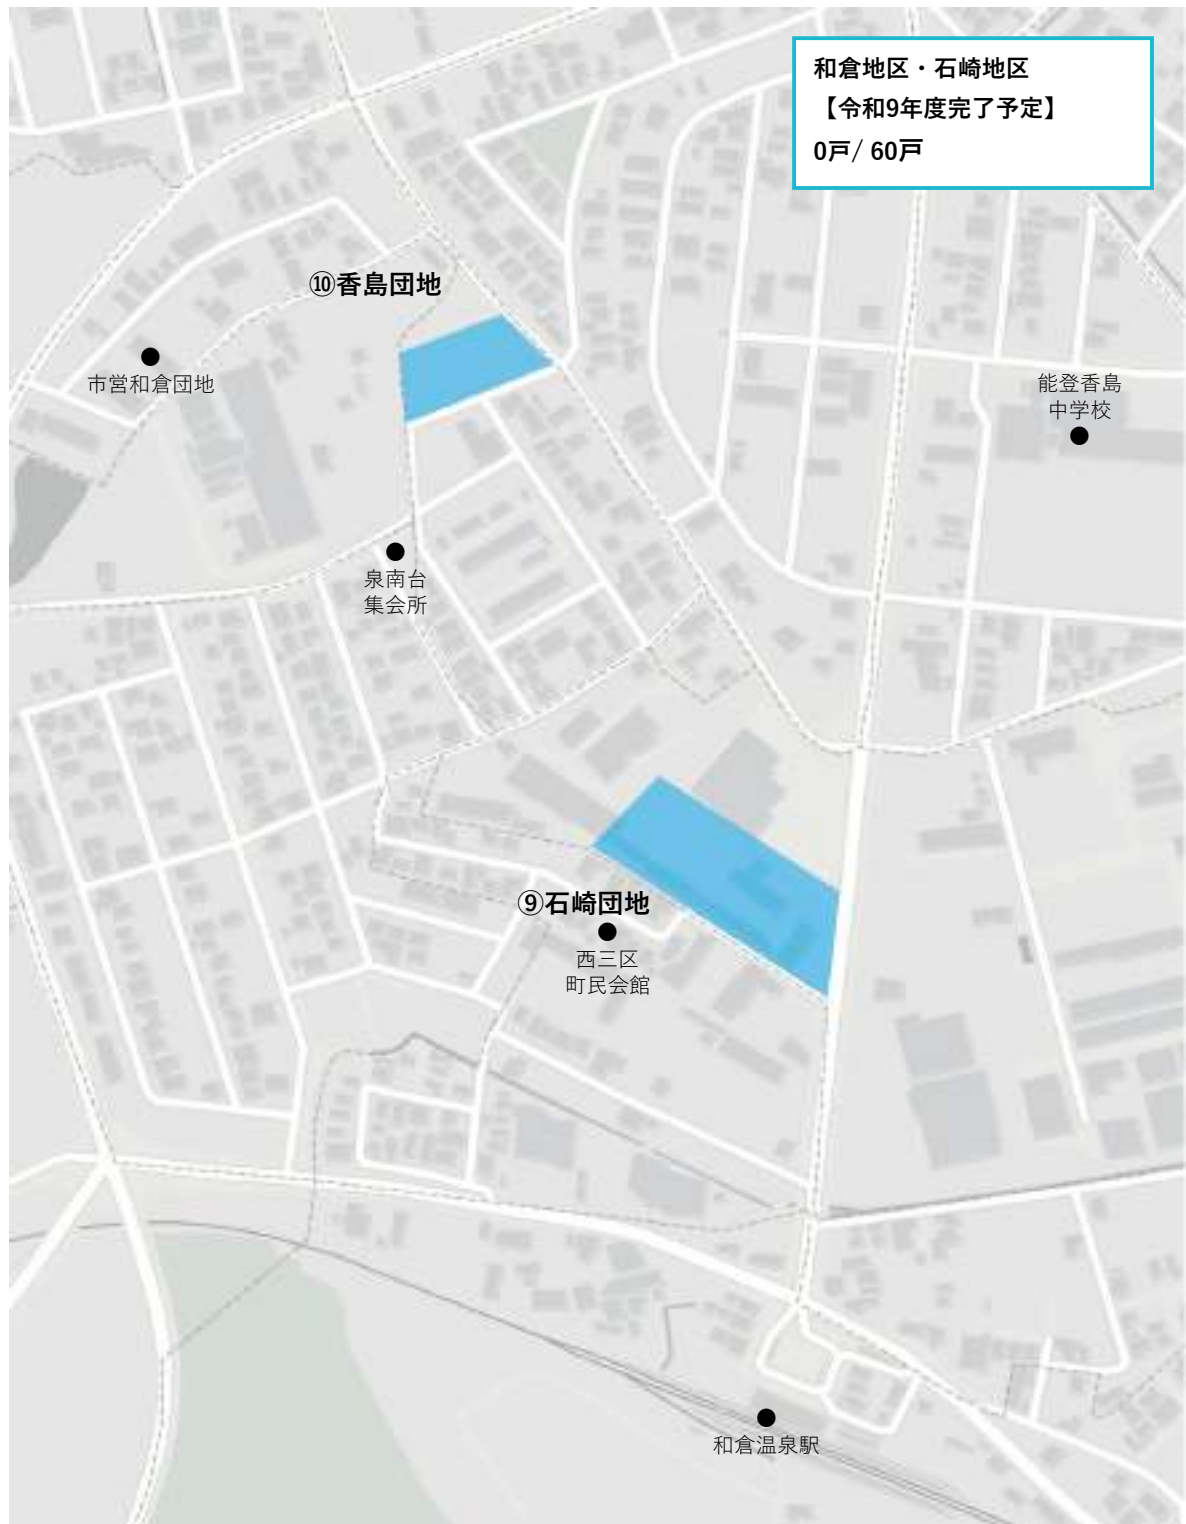 和倉地区・石崎地区
【令和9年度完了予定】
0戸/ 60戸
⑩香島団地
市営和倉団地
能登香島
中学校
泉南台
集会所
⑨石崎団地
西三区
町民会館
和倉温泉駅